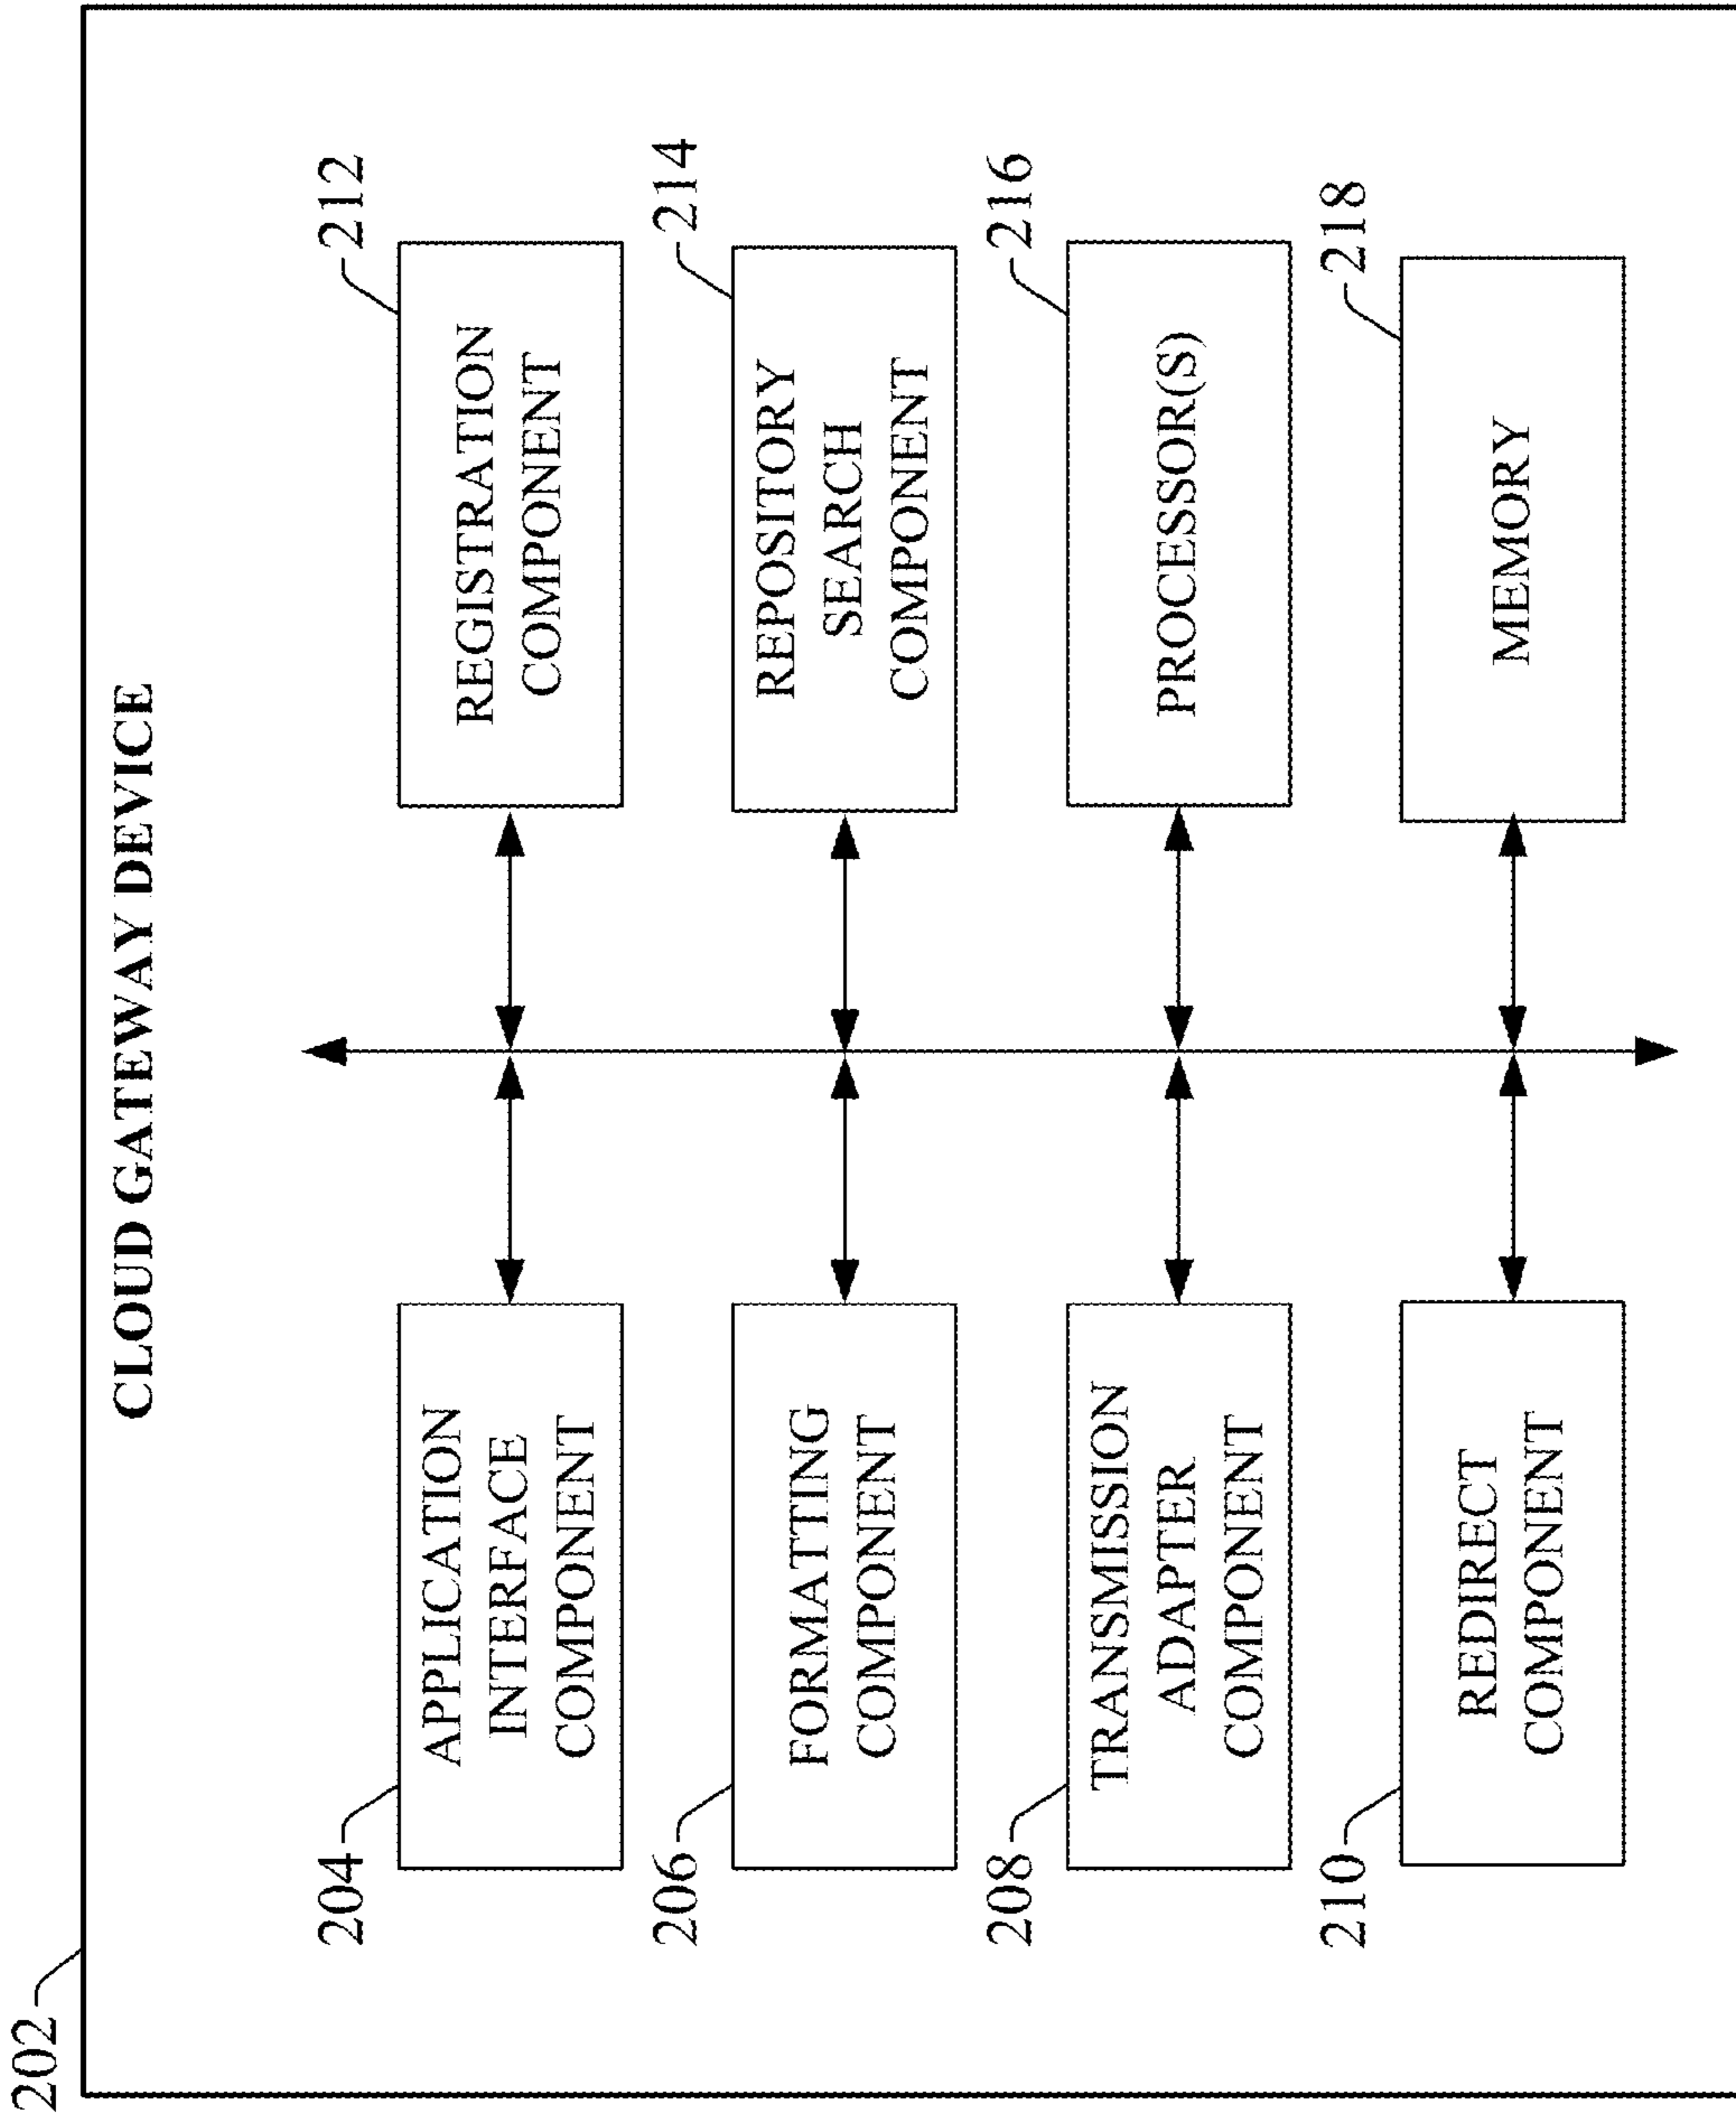 202
CLOUD GATEWAY DEVICE
204
APPLICATION
INTERFACE
COMPONENT
206
FORMATTING
COMPONENT
208
TRANSMISSION
ADAPTER
COMPONENT
210
REDIRECT
COMPONENT
212
REGISTRATION
COMPONENT
214
REPOSITORY
SEARCH
COMPONENT
216
PROCESSOR(S)
218
MEMORY